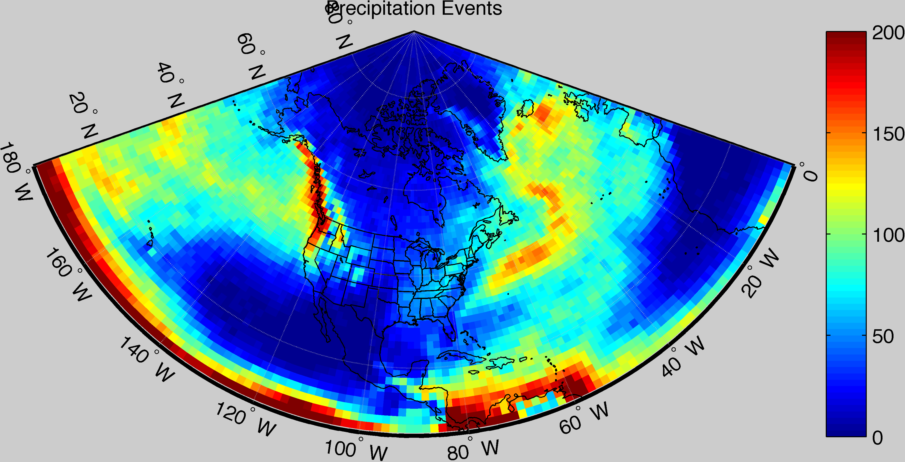 Precipitation Events
80° N
60° N
40° N
20° N
180° W
160° W
140° W
120° W
100° W
80° W
60° W
40° W
20° W
0
200
150
100
50
0